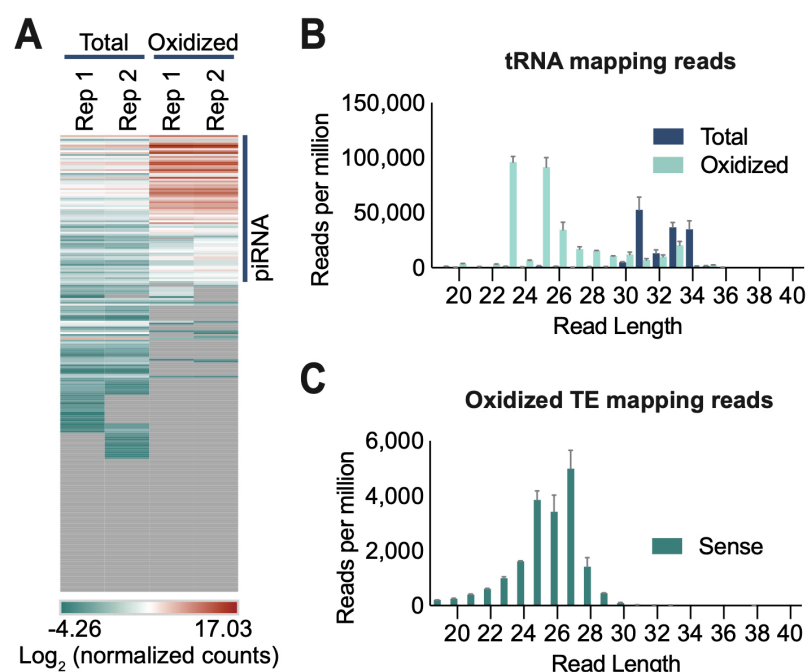 A
Total Oxidized
Rep 1 Rep 2 Rep 1 Rep 2
piRNA
-4.26 17.03
Log2 (normalized counts)
B
tRNA mapping reads
Reads per million
150,000
100,000
50,000
0
Total
Oxidized
20 22 24 26 28 30 32 34 36 38 40
Read Length
C
Oxidized TE mapping reads
Reads per million
6,000
4,000
2,000
0
Sense
20 22 24 26 28 30 32 34 36 38 40
Read Length